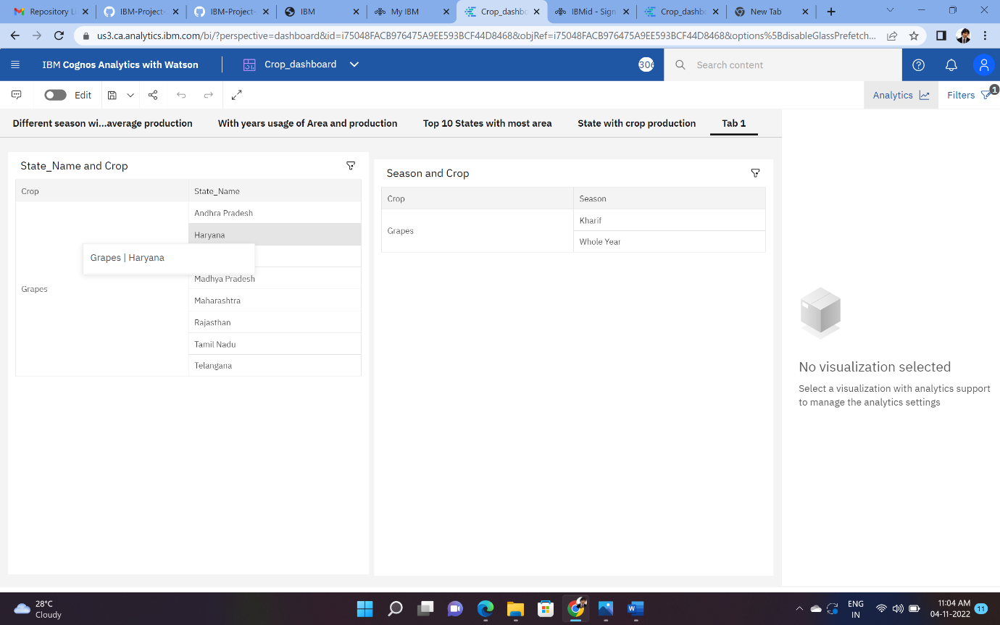 Repository Li
IBM-Project-
IBM-Project-
IBM
My IBM
Crop_dashbo
IBMid - Sign
Crop_dashbo
New Tab
us3.ca.analytics.ibm.com/bi/?perspective=dashboard&id=i75048FACB976475A9EE593BCF44D8468&objRef=i75048FACB976475A9EE593BCF44D8468&options%5BdisableGlassPrefetch...
IBM Cognos Analytics with Watson
Crop_dashboard
Search content
Edit
Analytics
Filters
1
Different season wi...average production
With years usage of Area and production
Top 10 States with most area
State with crop production
Tab 1
State_Name and Crop
Crop
State_Name
Andhra Pradesh
Haryana
Grapes | Haryana
Madhya Pradesh
Grapes
Maharashtra
Rajasthan
Tamil Nadu
Telangana
Season and Crop
Crop
Season
Grapes
Kharif
Whole Year
No visualization selected
Select a visualization with analytics support
to manage the analytics settings
28°C
Cloudy
ENG
IN
11:04 AM
04-11-2022
11